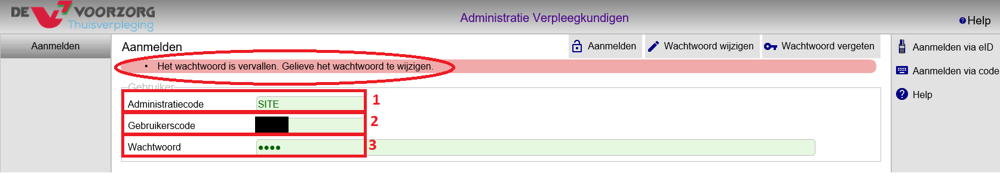 DE VOORZORG
Thuisverpleging
Administratie Verpleegkundigen
Help
Aanmelden
Aanmelden
Aanmelden
Wachtwoord wijzigen
Wachtwoord vergeten
• Het wachtwoord is vervallen. Gelieve het wachtwoord te wijzigen.
Gebruiker
Administratiecode SITE 1
Gebruikerscode 2
Wachtwoord •••• 3
Aanmelden via eID
Aanmelden via code
Help